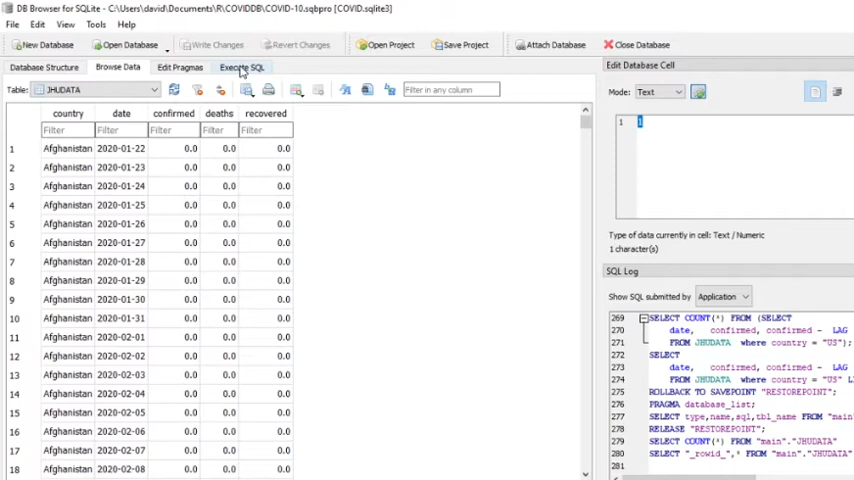 DB Browser for SQLite - C:\Users\david\Documents\R\COVIDDB\COVID-10.sqbpro [COVID.sqlite3]
File Edit View Tools Help
New Database Open Database Write Changes Revert Changes Open Project Save Project Attach Database Close Database
Database Structure Browse Data Edit Pragmas Execute SQL
Edit Database Cell
Table: JHUDATA Filter in any column
Mode: Text
country date confirmed deaths recovered
Filter Filter Filter Filter Filter
1 1
1 Afghanistan 2020-01-22 0.0 0.0 0.0
2 Afghanistan 2020-01-23 0.0 0.0 0.0
3 Afghanistan 2020-01-24 0.0 0.0 0.0
4 Afghanistan 2020-01-25 0.0 0.0 0.0
5 Afghanistan 2020-01-26 0.0 0.0 0.0
6 Afghanistan 2020-01-27 0.0 0.0 0.0
7 Afghanistan 2020-01-28 0.0 0.0 0.0
8 Afghanistan 2020-01-29 0.0 0.0 0.0
9 Afghanistan 2020-01-30 0.0 0.0 0.0
10 Afghanistan 2020-01-31 0.0 0.0 0.0
11 Afghanistan 2020-02-01 0.0 0.0 0.0
12 Afghanistan 2020-02-02 0.0 0.0 0.0
13 Afghanistan 2020-02-03 0.0 0.0 0.0
14 Afghanistan 2020-02-04 0.0 0.0 0.0
15 Afghanistan 2020-02-05 0.0 0.0 0.0
16 Afghanistan 2020-02-06 0.0 0.0 0.0
17 Afghanistan 2020-02-07 0.0 0.0 0.0
18 Afghanistan 2020-02-08 0.0 0.0 0.0
Type of data currently in cell: Text / Numeric
1 character(s)
SQL Log
Show SQL submitted by Application
269 SELECT COUNT(*) FROM (SELECT
270 date, confirmed, confirmed - LAG
271 FROM JHUDATA where country = "US");
272 SELECT
273 date, confirmed, confirmed - LAG
274 FROM JHUDATA where country = "US" LI
275 ROLLBACK TO SAVEPOINT "RESTOREPOINT";
276 PRAGMA database_list;
277 SELECT type,name,sql,tbl_name FROM "main"
278 RELEASE "RESTOREPOINT";
279 SELECT COUNT(*) FROM "main"."JHUDATA"
280 SELECT "_rowid_",* FROM "main"."JHUDATA"
281